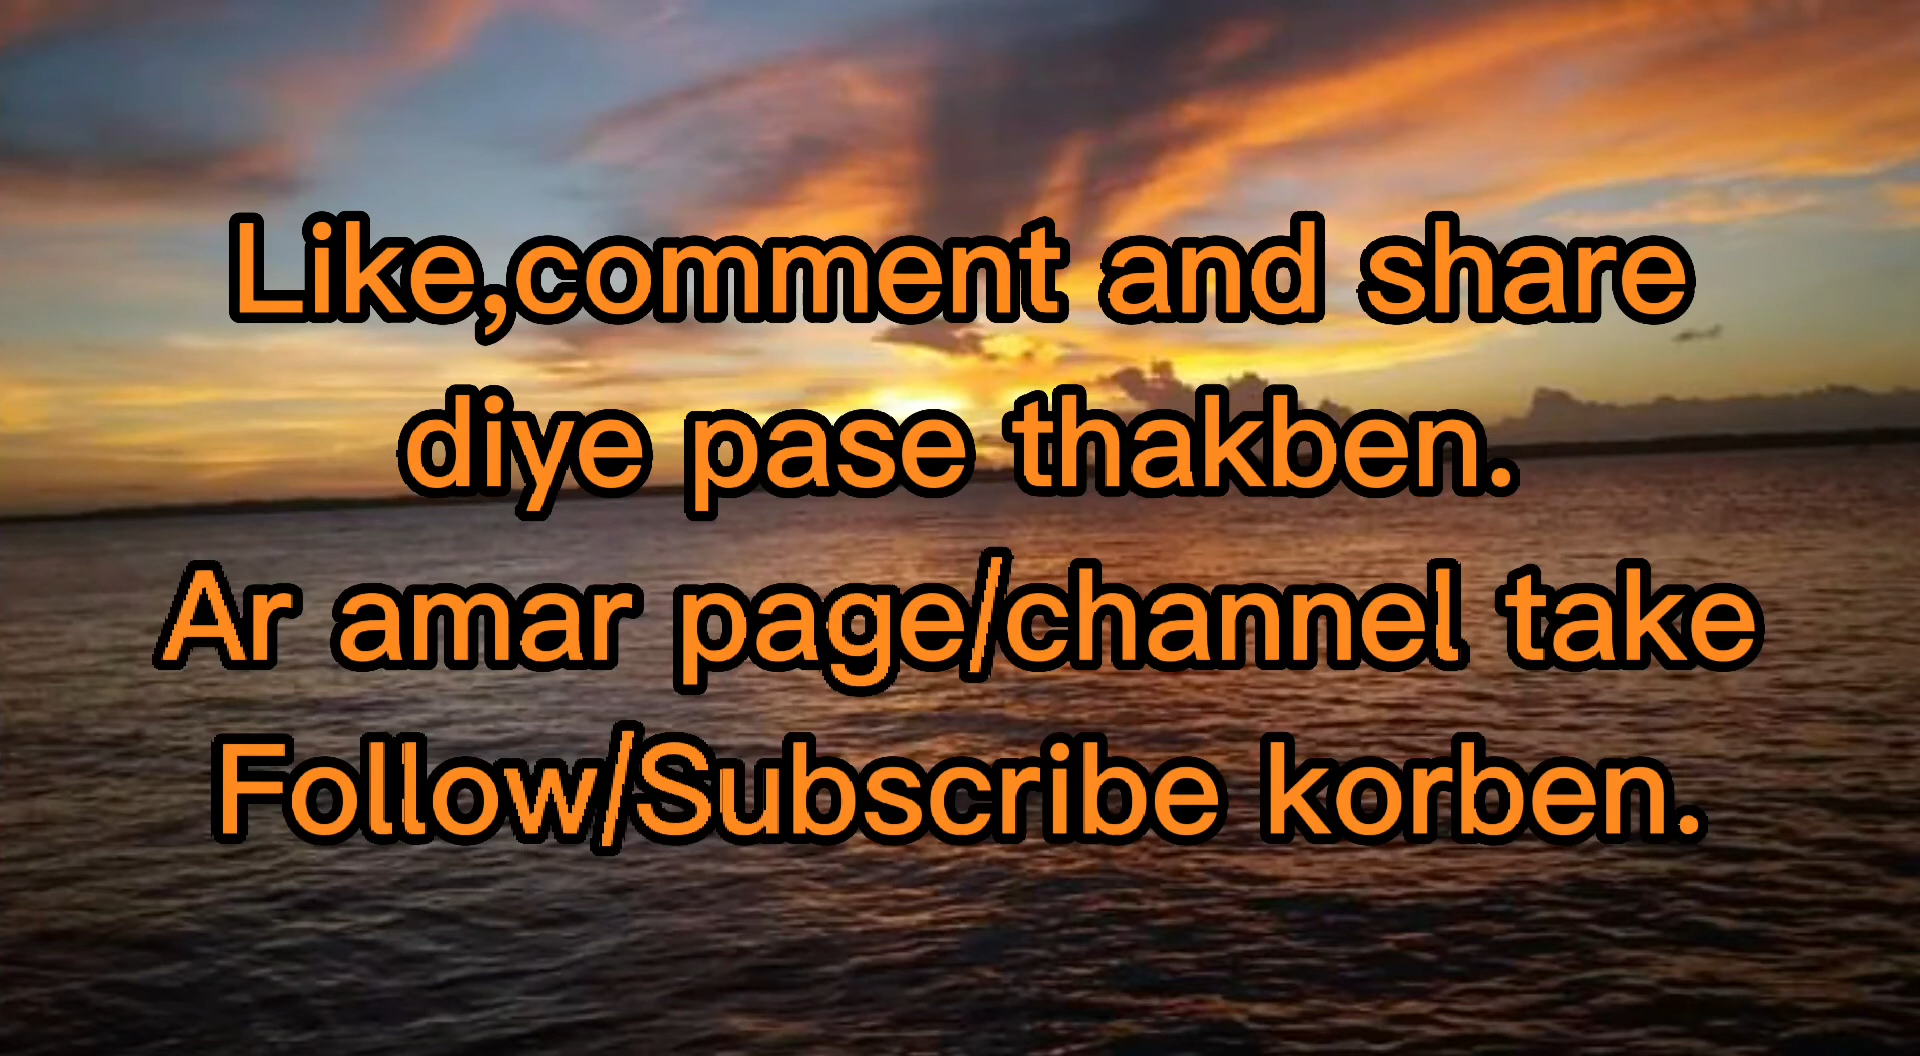 Like,comment and share
diye pase thakben.
Ar amar page/channel take
Follow/Subscribe korben.